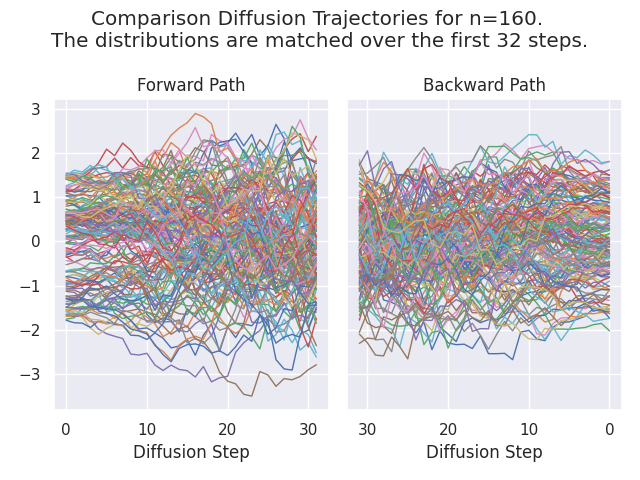 Comparison Diffusion Trajectories for n=160.
The distributions are matched over the first 32 steps.
Forward Path
Backward Path
3
2
1
0
−1
−2
−3
0 10 20 30
30 20 10 0
Diffusion Step
Diffusion Step